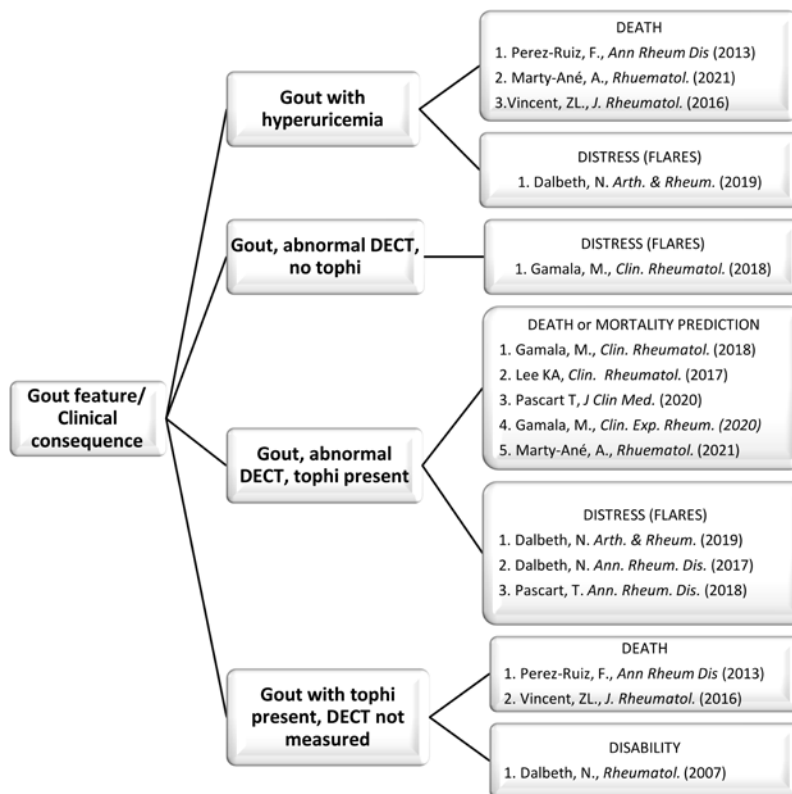 Gout feature/
Clinical
consequence
Gout with
hyperuricemia
DEATH
1. Perez-Ruiz, F., Ann Rheum Dis (2013)
2. Marty-Ané, A., Rhuematol. (2021)
3.Vincent, ZL., J. Rheumatol. (2016)
DISTRESS (FLARES)
1. Dalbeth, N. Arth. & Rheum. (2019)
Gout, abnormal DECT,
no tophi
DISTRESS (FLARES)
1. Gamala, M., Clin. Rheumatol. (2018)
Gout, abnormal
DECT, tophi present
DEATH or MORTALITY PREDICTION
1. Gamala, M., Clin. Rheumatol. (2018)
2. Lee KA, Clin. Rheumatol. (2017)
3. Pascart T, J Clin Med. (2020)
4. Gamala, M., Clin. Exp. Rheum. (2020)
5. Marty-Ané, A., Rhuematol. (2021)
DISTRESS (FLARES)
1. Dalbeth, N. Arth. & Rheum. (2019)
2. Dalbeth, N. Ann. Rheum. Dis. (2017)
3. Pascart, T. Ann. Rheum. Dis. (2018)
Gout with tophi
present, DECT not
measured
DEATH
1. Perez-Ruiz, F., Ann Rheum Dis (2013)
2. Vincent, ZL., J. Rheumatol. (2016)
DISABILITY
1. Dalbeth, N., Rheumatol. (2007)